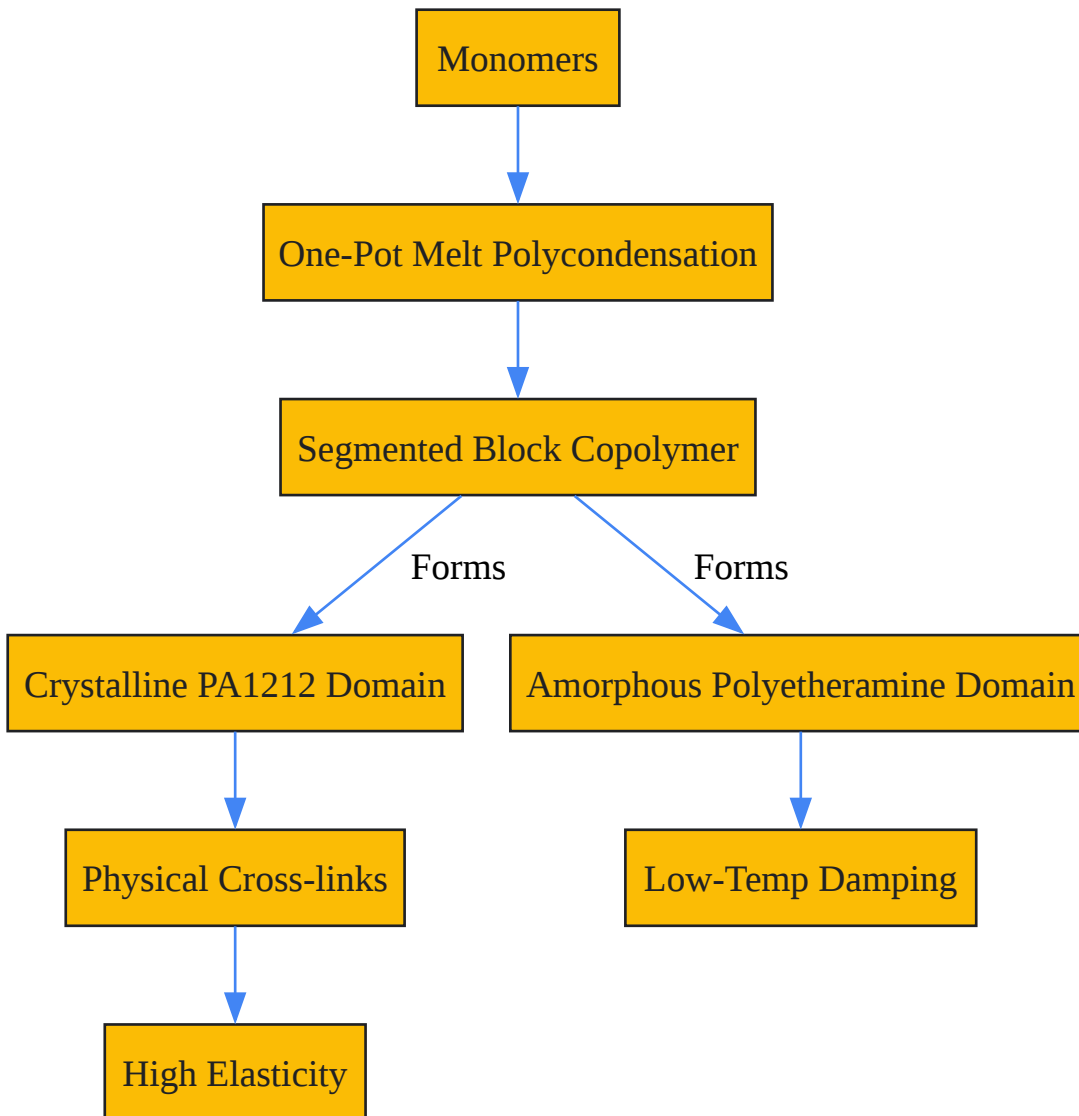 Monomers
One-Pot Melt Polycondensation
Segmented Block Copolymer
Forms
Forms
Crystalline PA1212 Domain
Amorphous Polyetheramine Domain
Physical Cross-links
Low-Temp Damping
High Elasticity